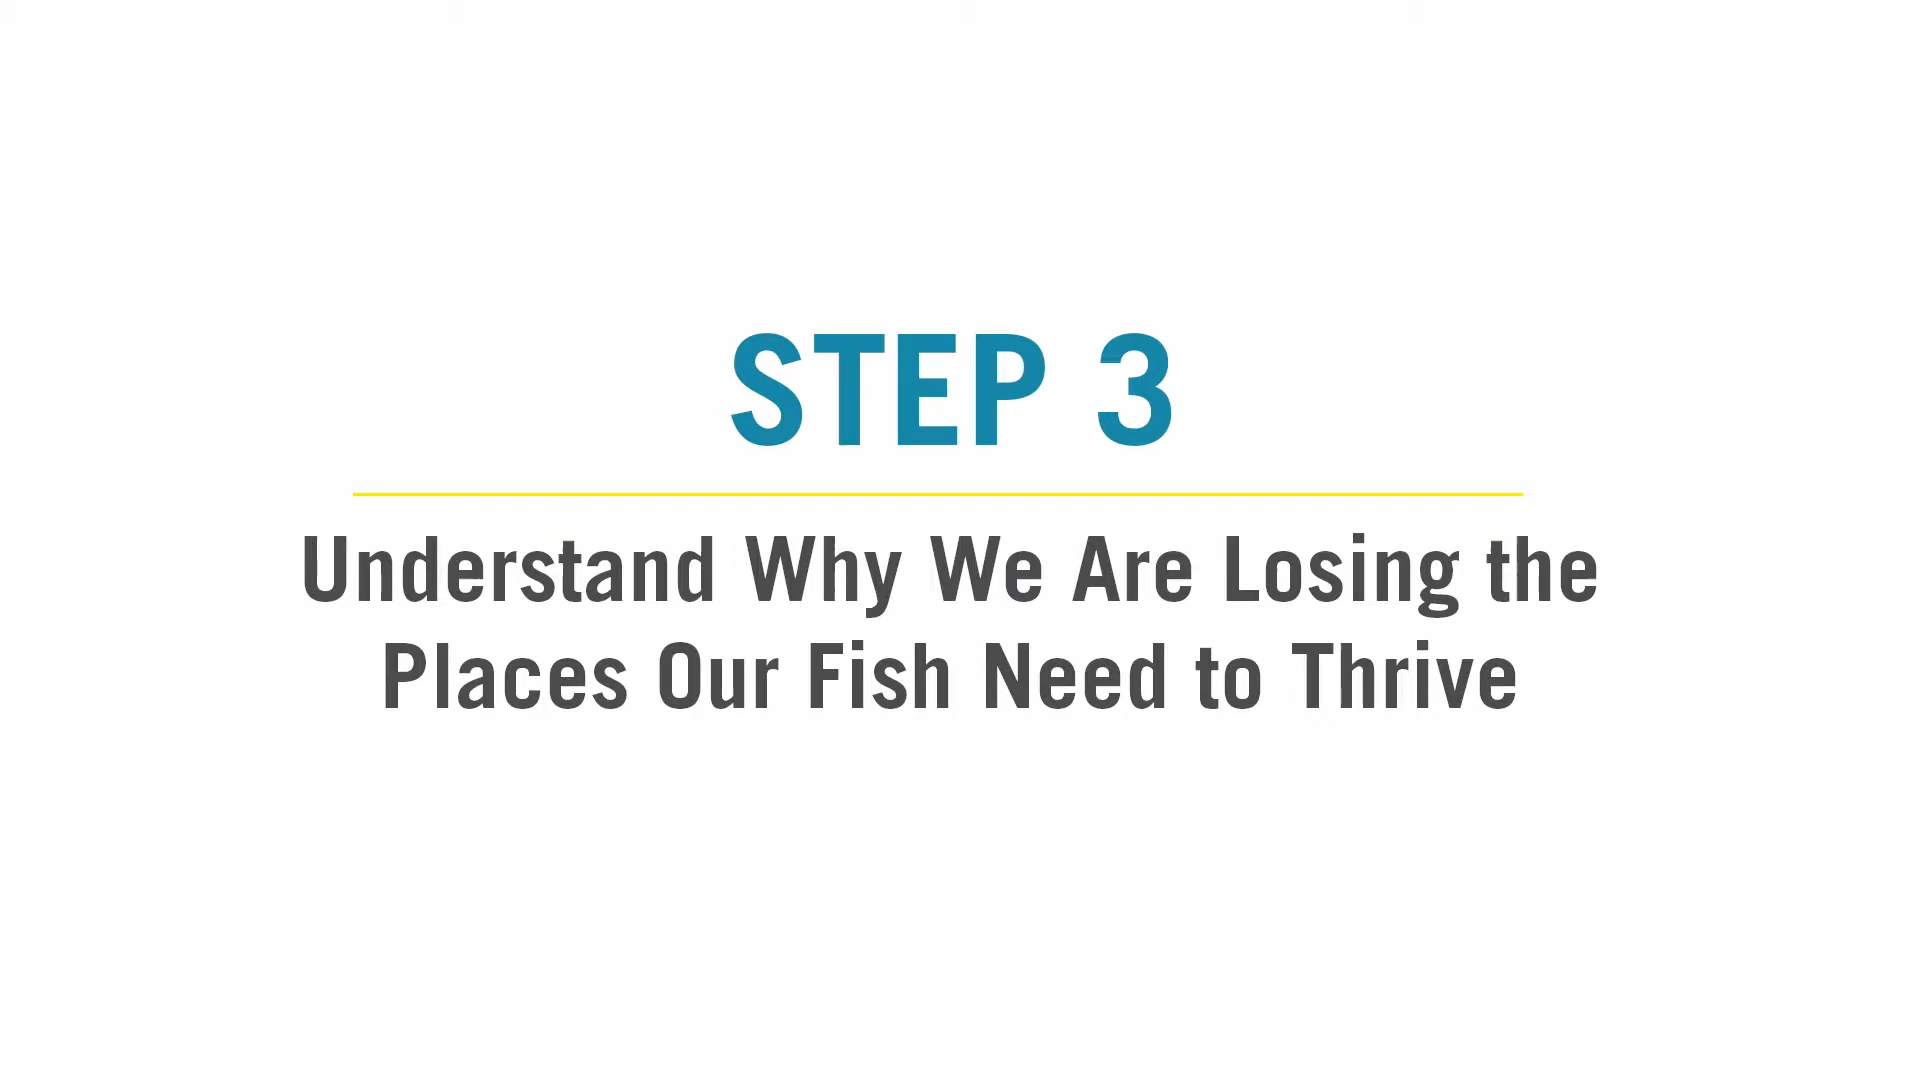 STEP 3
Understand Why We Are Losing the
Places Our Fish Need to Thrive